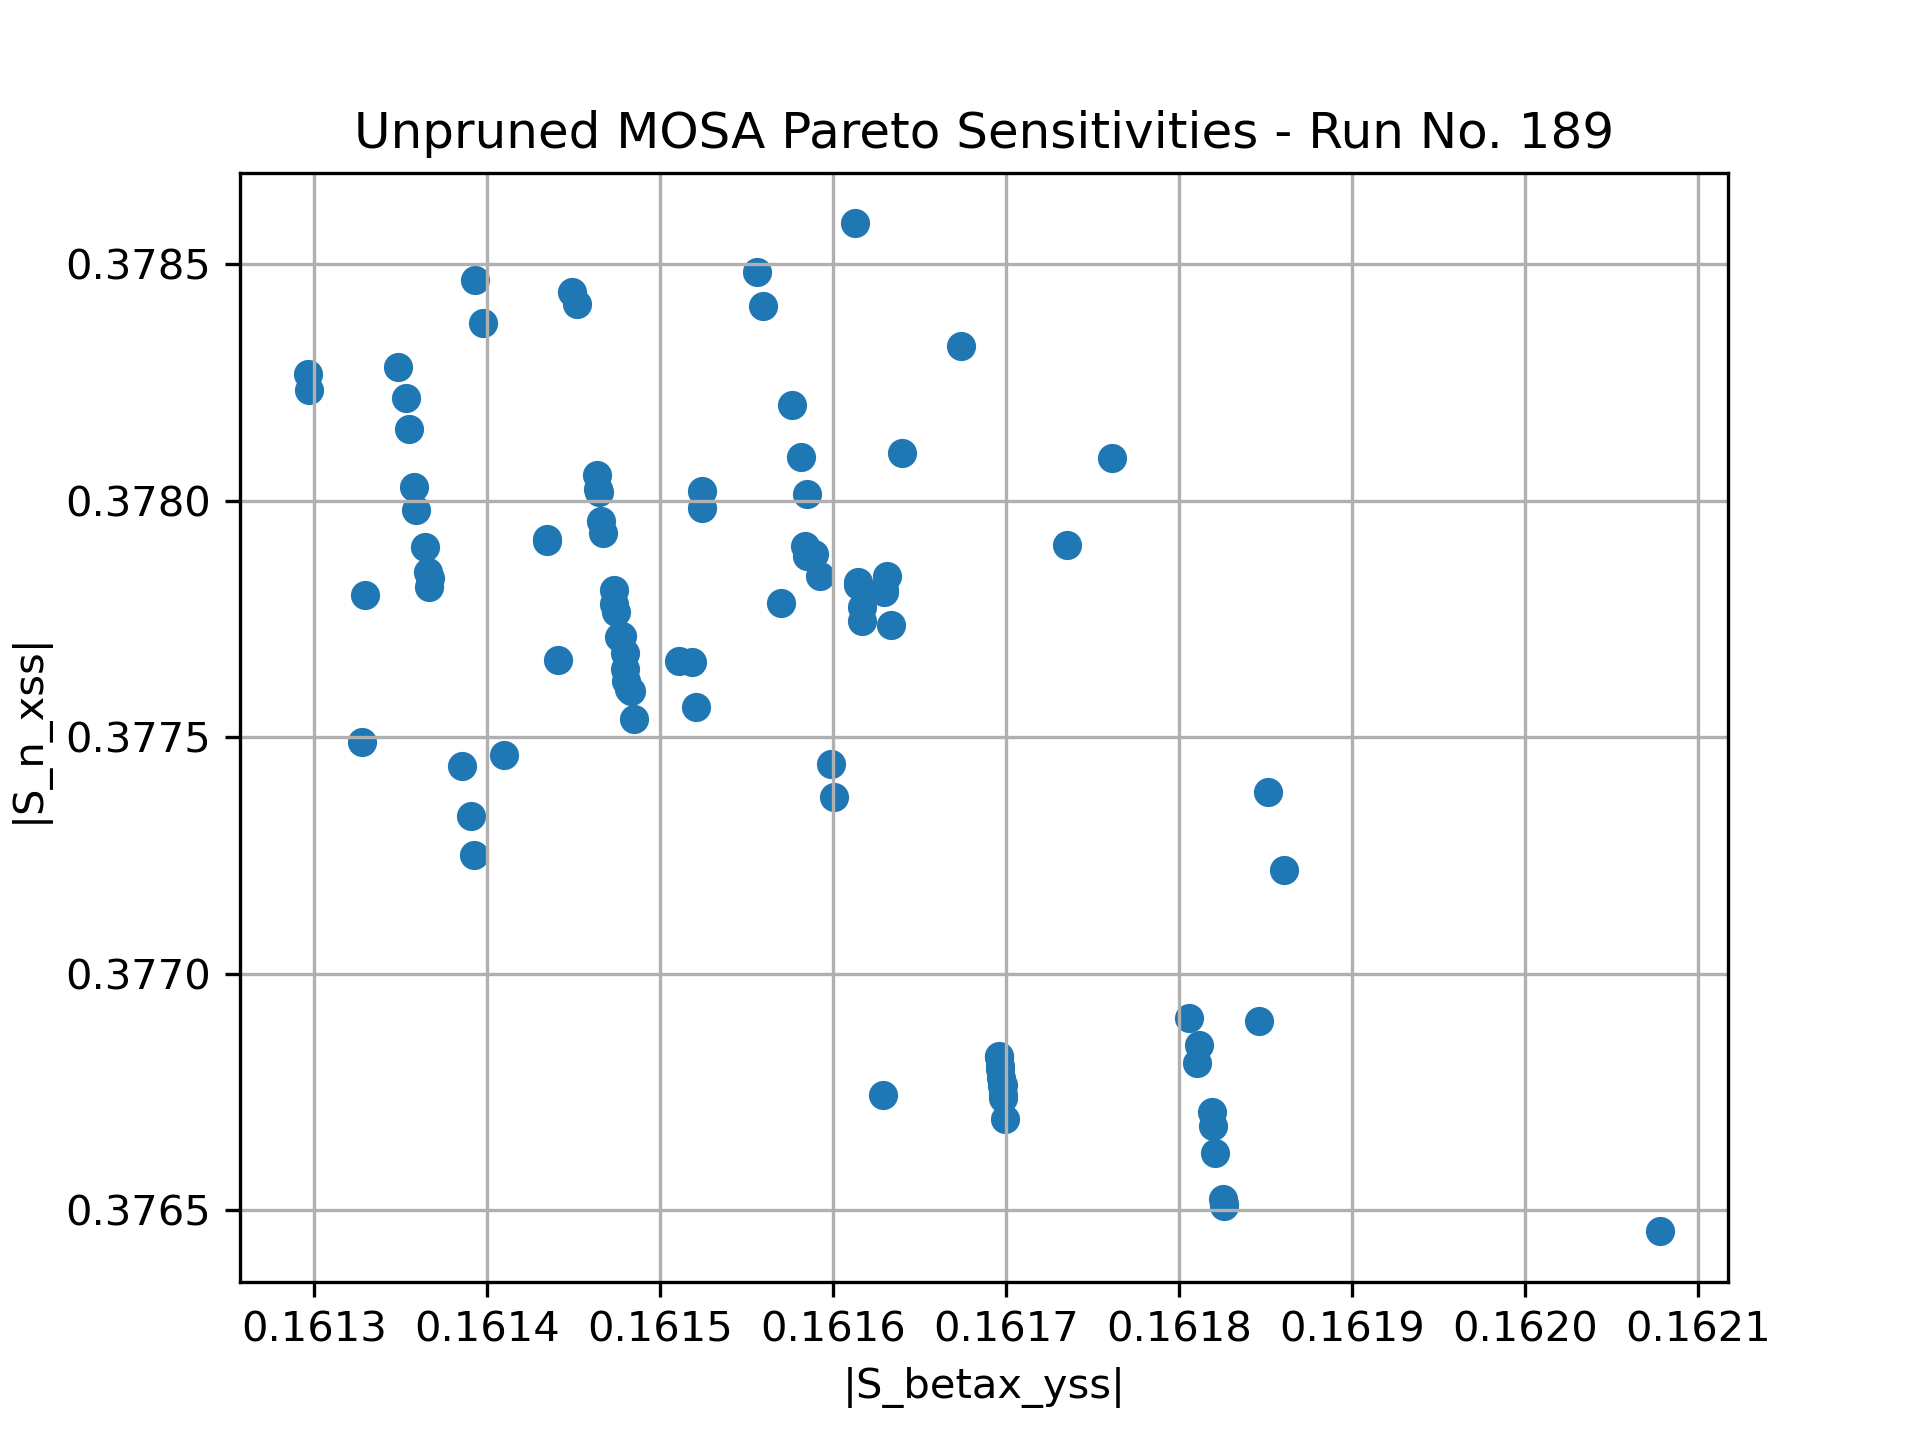 Unpruned MOSA Pareto Sensitivities - Run No. 189
|S_n_xss|
0.3785
0.3780
0.3775
0.3770
0.3765
0.1613 0.1614 0.1615 0.1616 0.1617 0.1618 0.1619 0.1620 0.1621
|S_betax_yss|